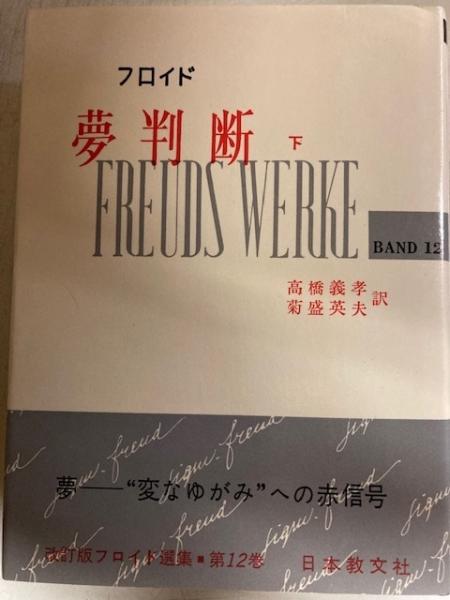 フロイド
夢判断 下
FREUDS WERKE
BAND 12
高橋義孝
菊盛英夫 訳
夢——“変なゆがみ”への赤信号
改訂版フロイド選集■第12巻 日本教文社